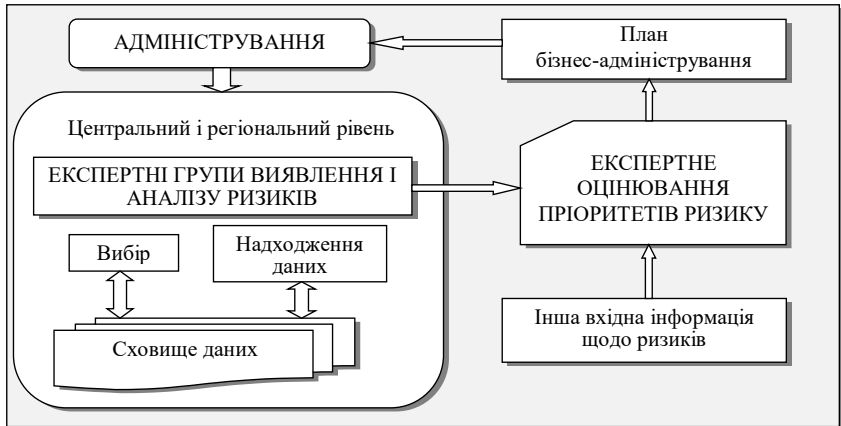 АДМІНІСТРУВАННЯ
План
бізнес-адміністрування
Центральний і регіональний рівень
ЕКСПЕРТНІ ГРУПИ ВИЯВЛЕННЯ І
АНАЛІЗУ РИЗИКІВ
ЕКСПЕРТНЕ
ОЦІНЮВАННЯ
ПРІОРИТЕТІВ РИЗИКУ
Вибір
Надходження
даних
Сховище даних
Інша вхідна інформація
щодо ризиків